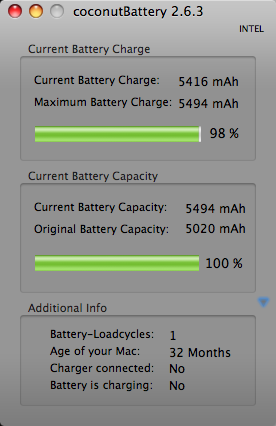 coconutBattery 2.6.3
INTEL
Current Battery Charge
Current Battery Charge: 5416 mAh
Maximum Battery Charge: 5494 mAh
98 %
Current Battery Capacity
Current Battery Capacity: 5494 mAh
Original Battery Capacity: 5020 mAh
100 %
Additional Info
Battery-Loadcycles: 1
Age of your Mac: 32 Months
Charger connected: No
Battery is charging: No